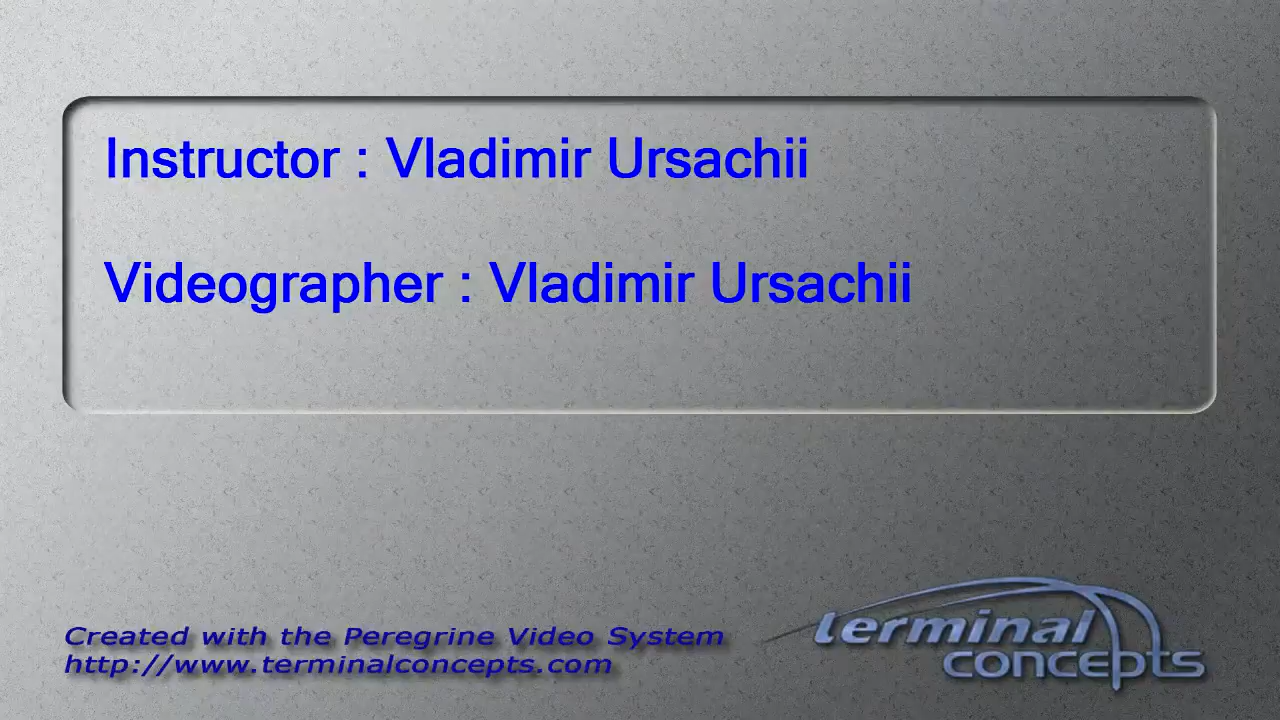 Instructor : Vladimir Ursachii
Videographer : Vladimir Ursachii
Created with the Peregrine Video System
http://www.terminalconcepts.com
terminal
concepts